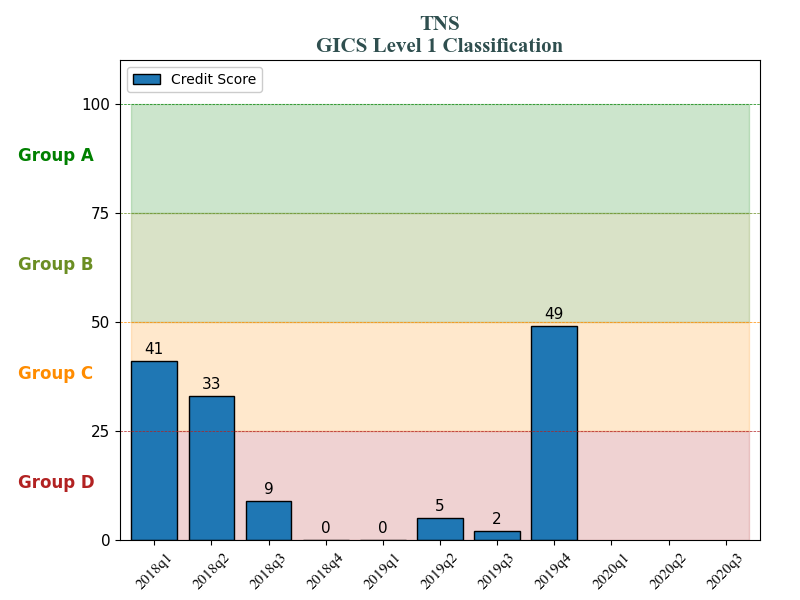 TNS
GICS Level 1 Classification
Credit Score
100
Group A
75
Group B
50
49
41
Group C
33
25
Group D
9
0
0
5
2
0
2018q1
2018q2
2018q3
2018q4
2019q1
2019q2
2019q3
2019q4
2020q1
2020q2
2020q3